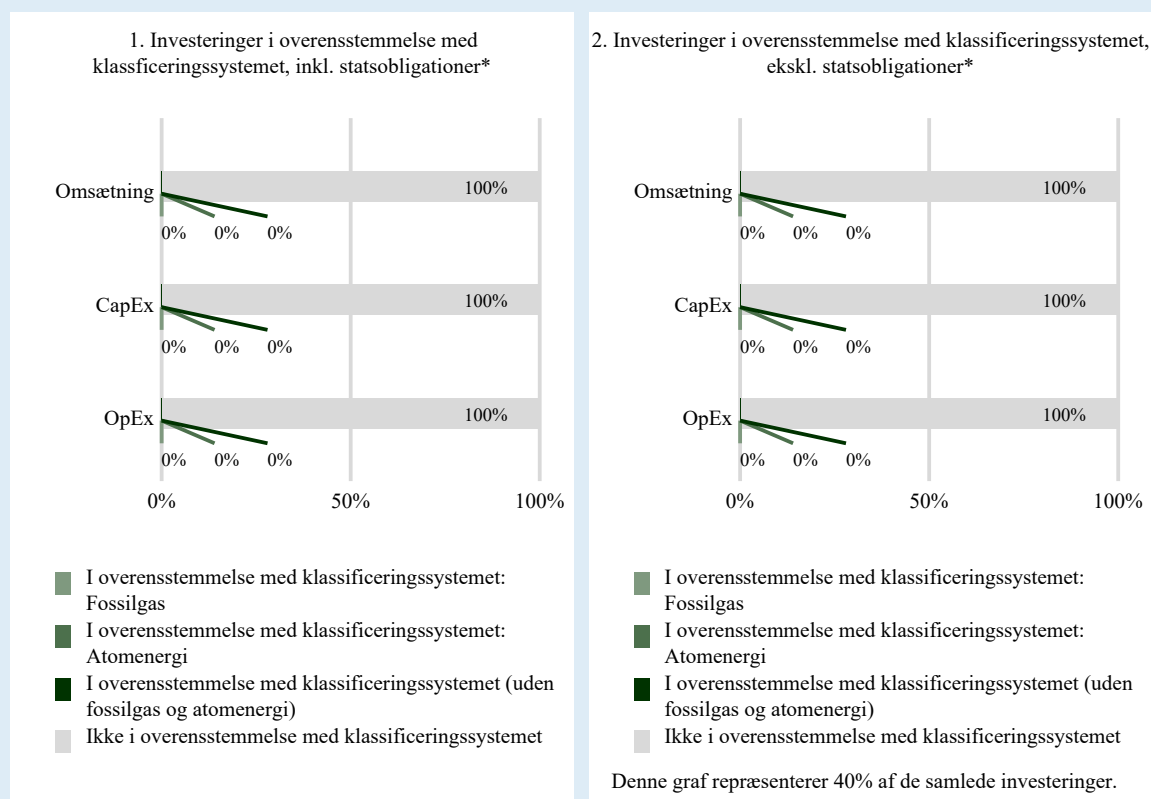 1. Investeringer i overensstemmelse med
klassficeringssystemet, inkl. statsobligationer*
Omsætning
100%
0% 0% 0%
CapEx
100%
0% 0% 0%
OpEx
100%
0% 0% 0%
0% 50% 100%
I overensstemmelse med klassificeringssystemet:
Fossilgas
I overensstemmelse med klassificeringssystemet:
Atomenergi
I overensstemmelse med klassificeringssystemet (uden
fossilgas og atomenergi)
Ikke i overensstemmelse med klassificeringssystemet
2. Investeringer i overensstemmelse med klassificeringssystemet,
ekskl. statsobligationer*
Omsætning
100%
0% 0% 0%
CapEx
100%
0% 0% 0%
OpEx
100%
0% 0% 0%
0% 50% 100%
I overensstemmelse med klassificeringssystemet:
Fossilgas
I overensstemmelse med klassificeringssystemet:
Atomenergi
I overensstemmelse med klassificeringssystemet (uden
fossilgas og atomenergi)
Ikke i overensstemmelse med klassificeringssystemet
Denne graf repræsenterer 40% af de samlede investeringer.